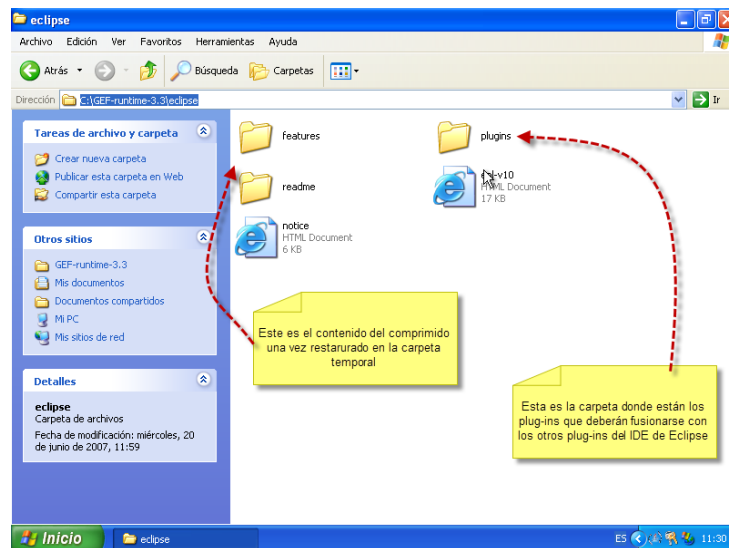 eclipse
Archivo Edición Ver Favoritos Herramientas Ayuda
Atrás Búsqueda Carpetas
Dirección C:\GEF-runtime-3.3\eclipse Ir
Tareas de archivo y carpeta
Crear nueva carpeta
Publicar esta carpeta en Web
Compartir esta carpeta
Otros sitios
GEF-runtime-3.3
Mis documentos
Documentos compartidos
Mi PC
Mis sitios de red
Detalles
eclipse
Carpeta de archivos
Fecha de modificación: miércoles, 20
de junio de 2007, 11:59
features
plugins
readme
HTML Document
17 KB
notice
HTML Document
6 KB
Este es el contenido del comprimido
una vez restarurado en la carpeta
temporal
Esta es la carpeta donde están los
plug-ins que deberán fusionarse con
los otros plug-ins del IDE de Eclipse
Inicio eclipse ES 11:30